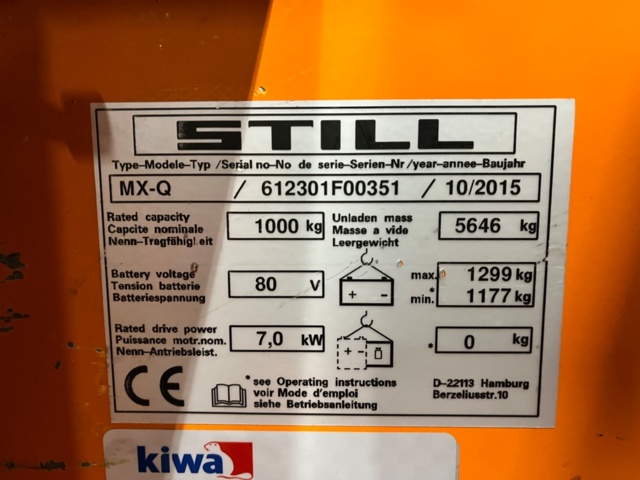 STILL
Type-Modele-Typ /Serial no-No de serie-Serien-Nr /year-annee-Baujahr
MX-Q / 612301F00351 / 10/2015
Rated capacity
Capcite nominale
Nenn-Tragfähigkeit
1000 kg
Unladen mass
Masse a vide
Leergewicht
5646 kg
Battery voltage
Tension batterie
Batteriespannung
80 V
+ -
max. 1299 kg
min.* 1177 kg
Rated drive power
Puissance motr.nom.
Nenn-Antriebsleist.
7,0 kW
+ -
* 0 kg
CE
*see Operating instructions
voir Mode d'emploi
siehe Betriebsanleitung
D-22113 Hamburg
Berzeliusstr.10
kiwa